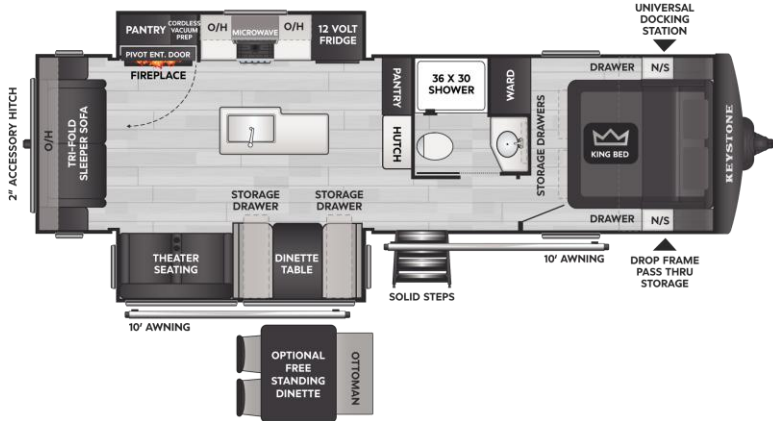 UNIVERSAL
DOCKING
STATION
PANTRY
CORDLESS
VACUUM
PREP
O/H
MICROWAVE
O/H
12 VOLT
FRIDGE
PIVOT ENT. DOOR
FIREPLACE
DRAWER
N/S
2" ACCESSORY HITCH
O/H
TRI-FOLD
SLEEPER SOFA
PANTRY
36 X 30
SHOWER
WARD
HUTCH
STORAGE DRAWERS
KING BED
KEYSTONE
STORAGE
DRAWER
STORAGE
DRAWER
DRAWER
N/S
THEATER
SEATING
DINETTE
TABLE
10' AWNING
DROP FRAME
PASS THRU
STORAGE
SOLID STEPS
10' AWNING
OPTIONAL
FREE
STANDING
DINETTE
OTTOMAN